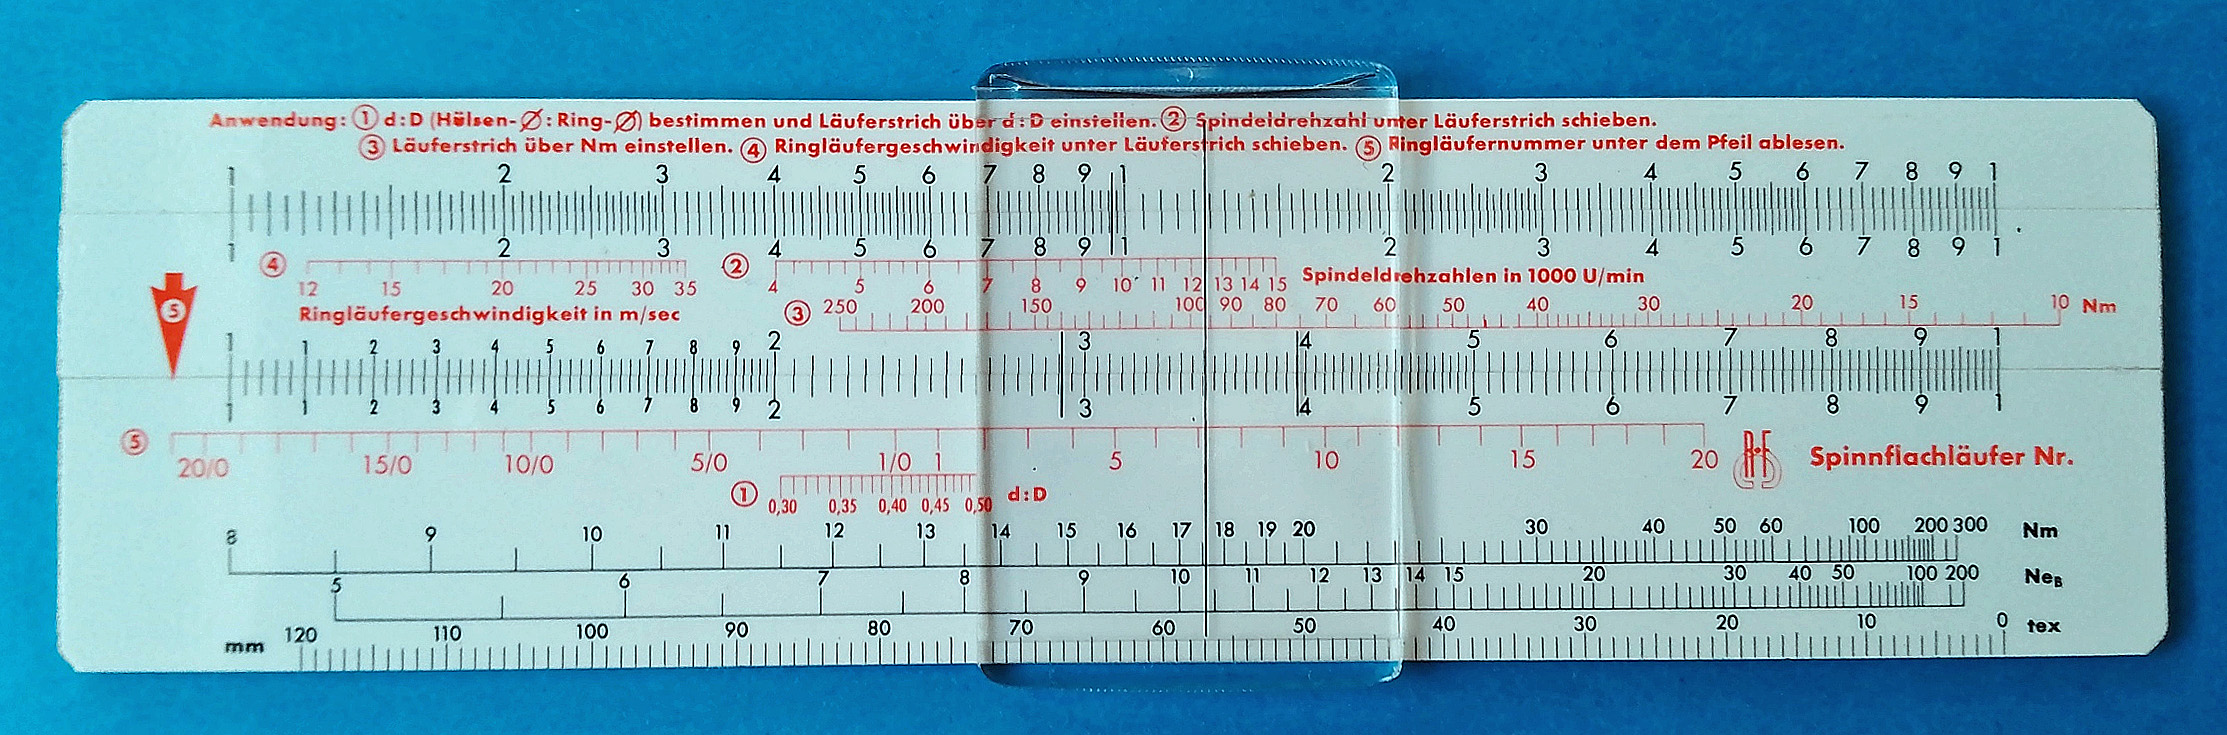 Anwendung: ① d:D (Hülsen-∅:Ring-∅) bestimmen und Läuferstrich über d:D einstellen. ② Spindeldrehzahl unter Läuferstrich schieben.
③ Läuferstrich über Nm einstellen. ④ Ringläufergeschwindigkeit unter Läuferstrich schieben. ⑤ Ringläufernummer unter dem Pfeil ablesen.
1 2 3 4 5 6 7 8 9 1 2 3 4 5 6 7 8 9 1
1 2 3 4 5 6 7 8 9 1 2 3 4 5 6 7 8 9 1
④ ②
12 15 20 25 30 35 4 5 6 7 8 9 10 11 12 13 14 15 Spindeldrehzahlen in 1000 U/min
⑤ Ringläufergeschwindigkeit in m/sec ③ 250 200 150 100 90 80 70 60 50 40 30 20 15 10 Nm
1 1 2 3 4 5 6 7 8 9 2 3 4 5 6 7 8 9 1
1 1 2 3 4 5 6 7 8 9 2 3 4 5 6 7 8 9 1
⑤ 20/0 15/0 10/0 5/0 1/0 1 5 10 15 20 R+F Spinnflachläufer Nr.
① 0,30 0,35 0,40 0,45 0,50 d:D
8 9 10 11 12 13 14 15 16 17 18 19 20 30 40 50 60 100 200 300 Nm
5 6 7 8 9 10 11 12 13 14 15 20 30 40 50 100 200 NeB
mm 120 110 100 90 80 70 60 50 40 30 20 10 0 tex